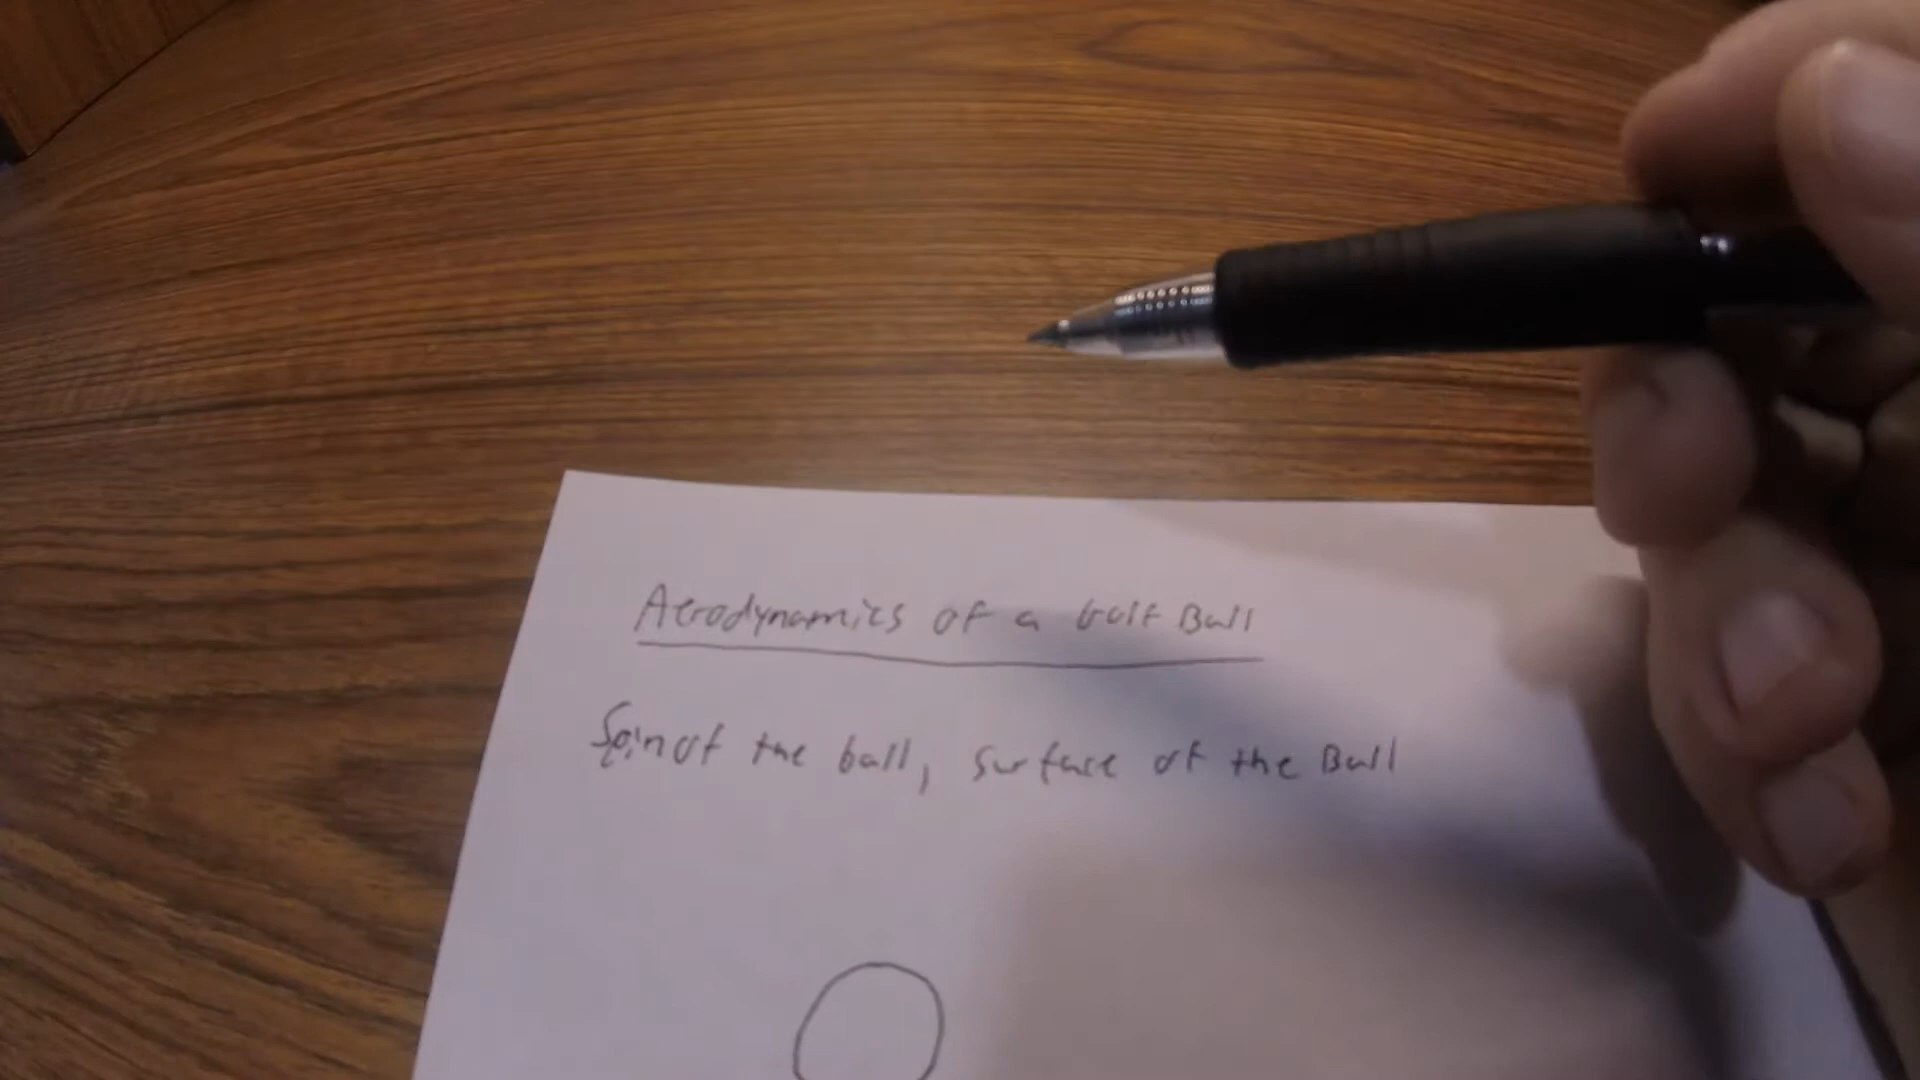 Aerodynamics of a Golf Ball
Spin of the ball, surface of the Ball